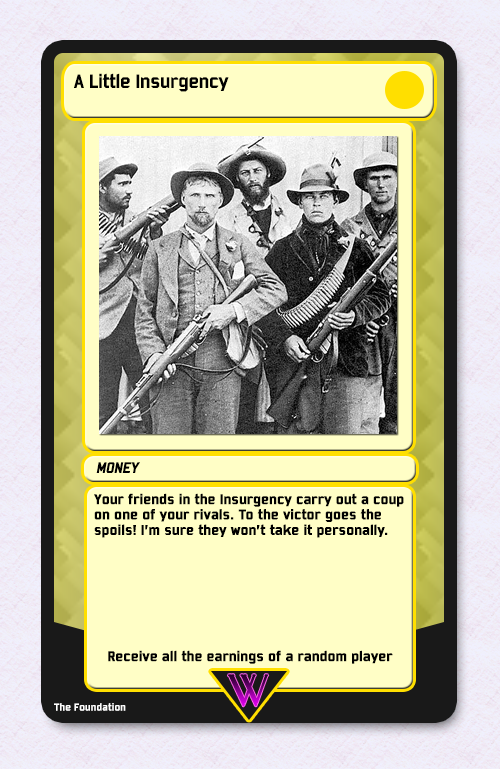 A Little Insurgency
MONEY
Your friends in the Insurgency carry out a coup
on one of your rivals. To the victor goes the
spoils! I'm sure they won't take it personally.
Receive all the earnings of a random player
W
The Foundation